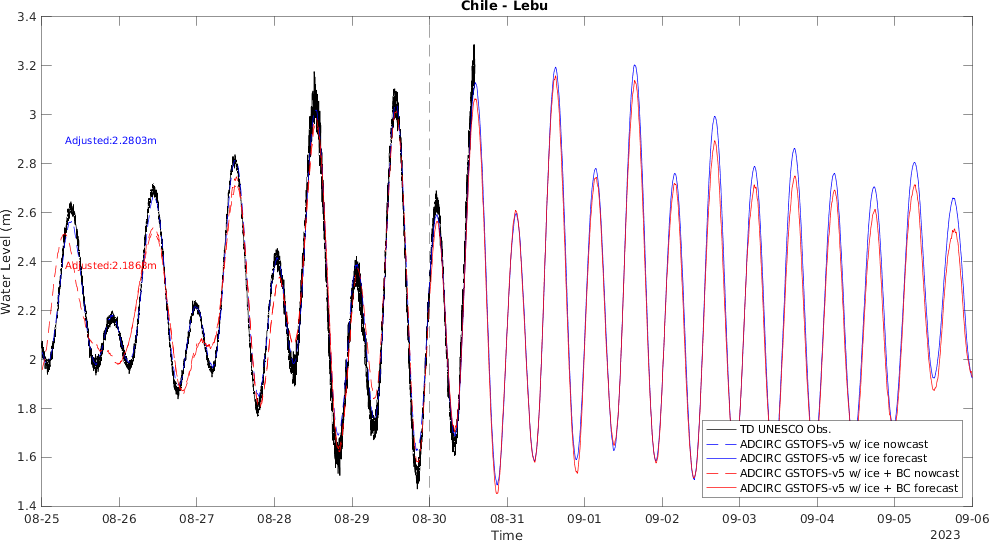 Chile - Lebu
3.4
3.2
3
2.8
2.6
2.4
2.2
2
1.8
1.6
1.4
Water Level (m)
Adjusted:2.2803m
Adjusted:2.1868m
TD UNESCO Obs.
ADCIRC GSTOFS-v5 w/ ice nowcast
ADCIRC GSTOFS-v5 w/ ice forecast
ADCIRC GSTOFS-v5 w/ ice + BC nowcast
ADCIRC GSTOFS-v5 w/ ice + BC forecast
08-25 08-26 08-27 08-28 08-29 08-30 08-31 09-01 09-02 09-03 09-04 09-05 09-06
Time
2023